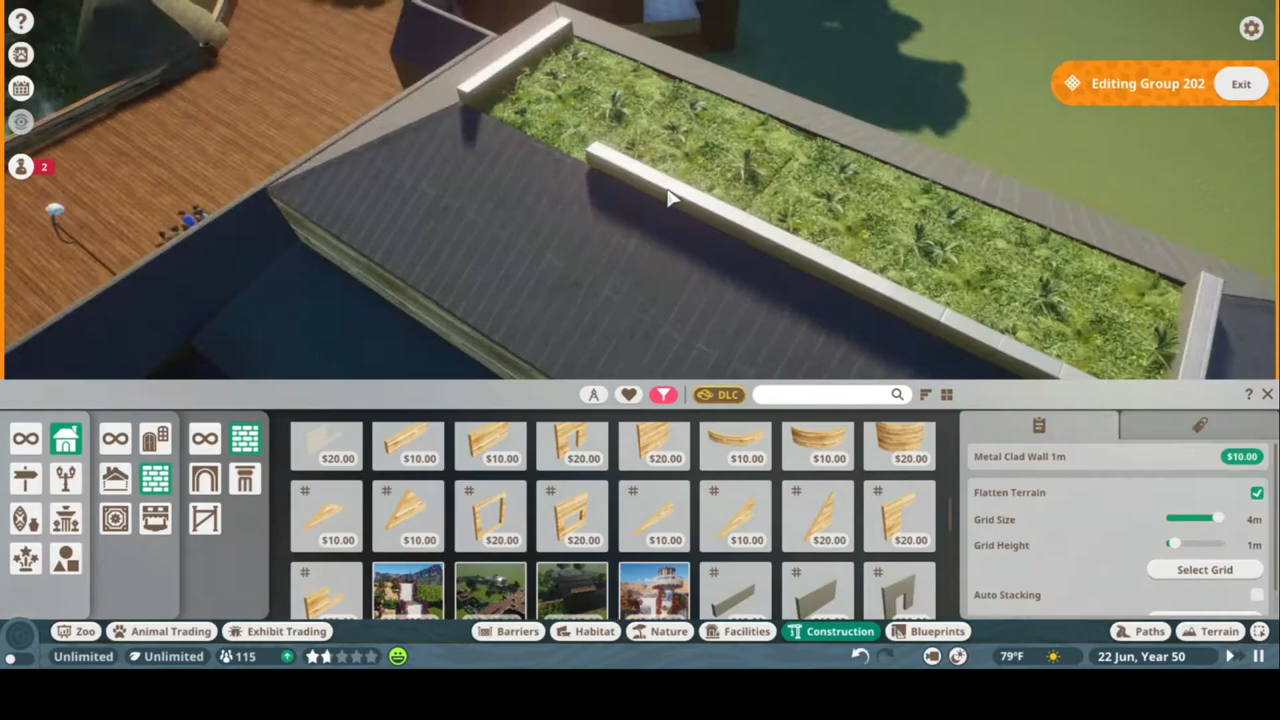 ?
Editing Group 202
Exit
2
DLC
?
$20.00
$10.00
$10.00
$20.00
$20.00
$10.00
$10.00
$20.00
Metal Clad Wall 1m
$10.00
Flatten Terrain
Grid Size
4m
Grid Height
1m
Select Grid
Auto Stacking
$10.00
$10.00
$20.00
$20.00
$10.00
$10.00
$20.00
$20.00
Zoo
Animal Trading
Exhibit Trading
Barriers
Habitat
Nature
Facilities
Construction
Blueprints
Paths
Terrain
Unlimited
Unlimited
115
79°F
22 Jun, Year 50